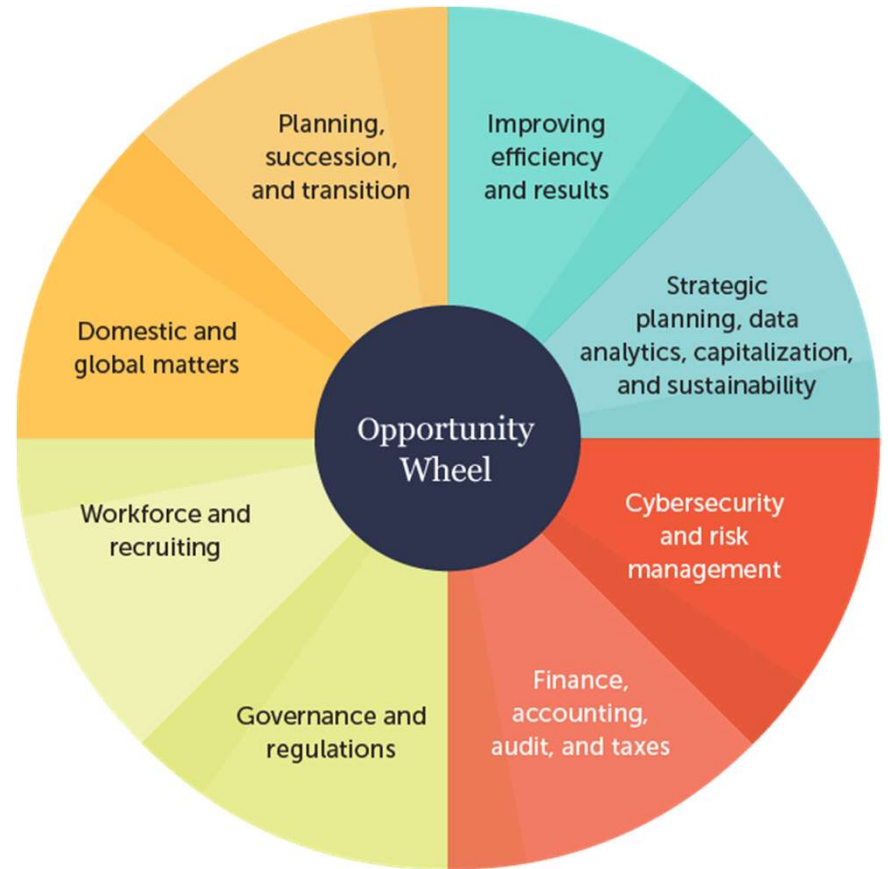 Planning,
succession,
and transition
Improving
efficiency
and results
Strategic
planning, data
analytics, capitalization,
and sustainability
Domestic and
global matters
Opportunity
Wheel
Cybersecurity
and risk
management
Workforce and
recruiting
Finance,
accounting,
audit, and taxes
Governance and
regulations